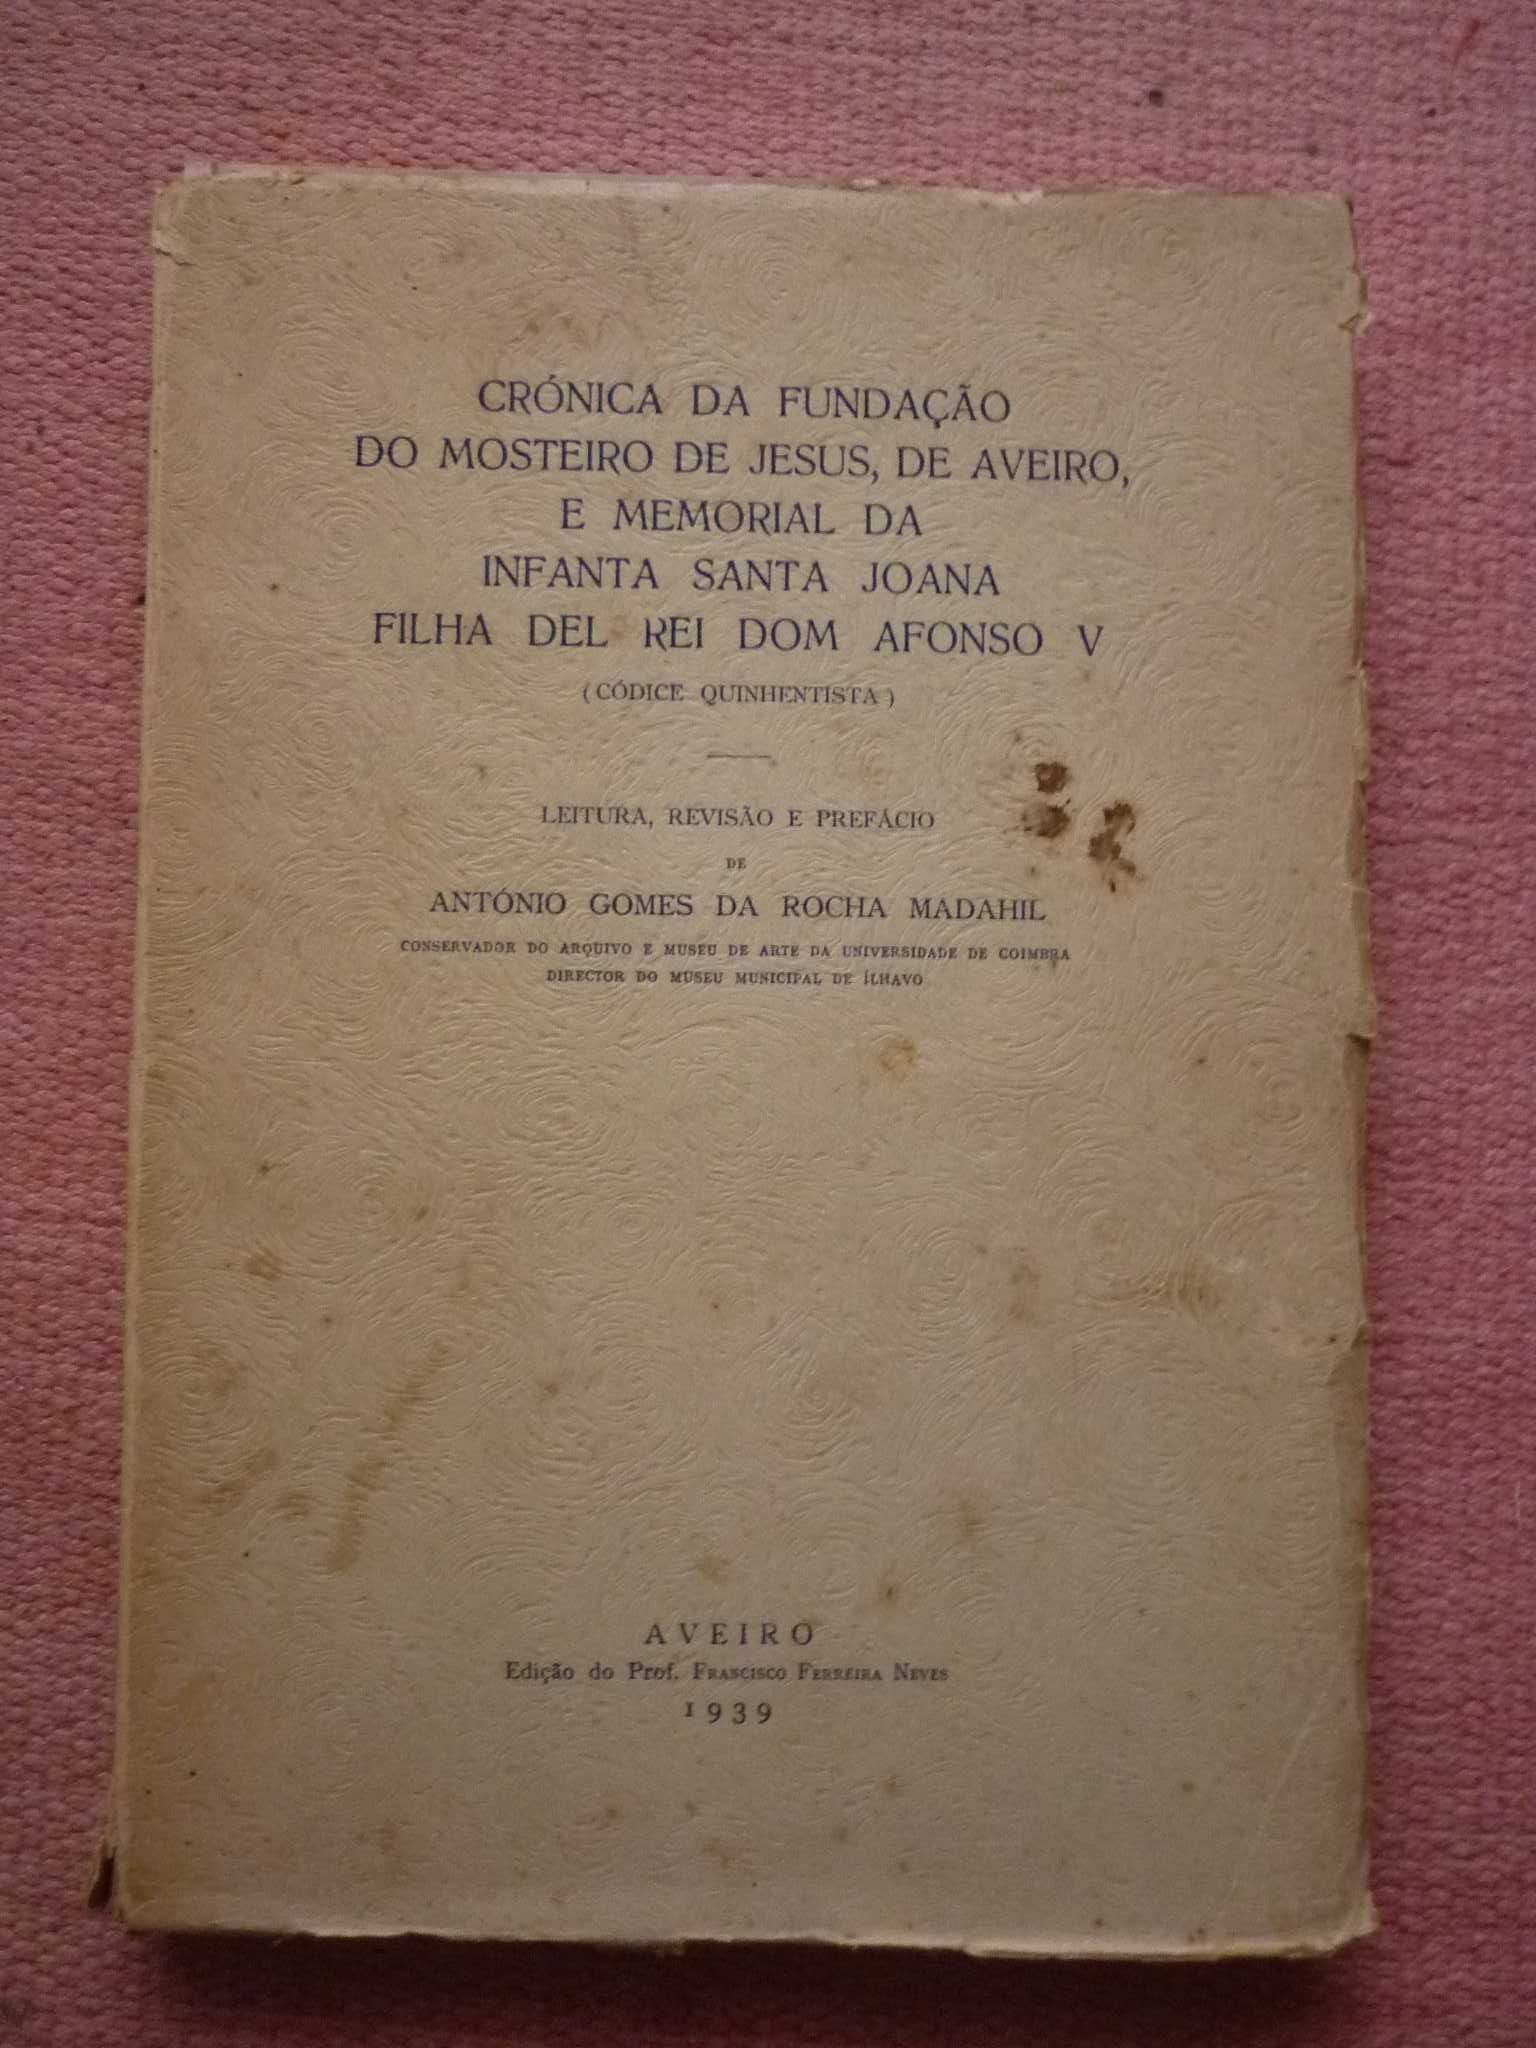 CRÓNICA DA FUNDAÇÃO
DO MOSTEIRO DE JESUS, DE AVEIRO,
E MEMORIAL DA
INFANTA SANTA JOANA
FILHA DEL REI DOM AFONSO V
(CÓDICE QUINHENTISTA)
LEITURA, REVISÃO E PREFÁCIO
DE
ANTÓNIO GOMES DA ROCHA MADAHIL
CONSERVADOR DO ARQUIVO E MUSEU DE ARTE DA UNIVERSIDADE DE COIMBRA
DIRECTOR DO MUSEU MUNICIPAL DE ÍLHAVO
AVEIRO
Edição do Prof. FRANCISCO FERREIRA NEVES
1939